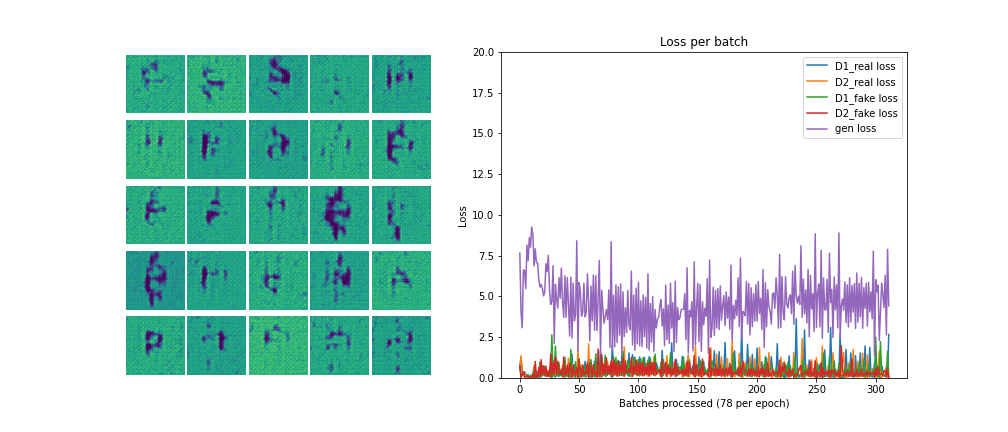 Loss per batch
20.0
17.5
15.0
12.5
10.0
7.5
5.0
2.5
0.0
Loss
D1_real loss
D2_real loss
D1_fake loss
D2_fake loss
gen loss
0 50 100 150 200 250 300
Batches processed (78 per epoch)